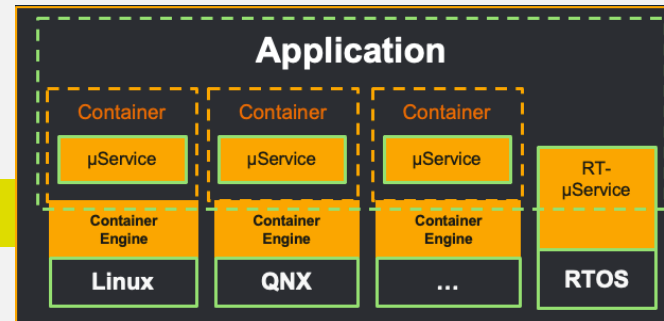 Application
Container
Container
Container
µService
µService
µService
RT-
µService
Container
Engine
Container
Engine
Container
Engine
Linux
QNX
...
RTOS